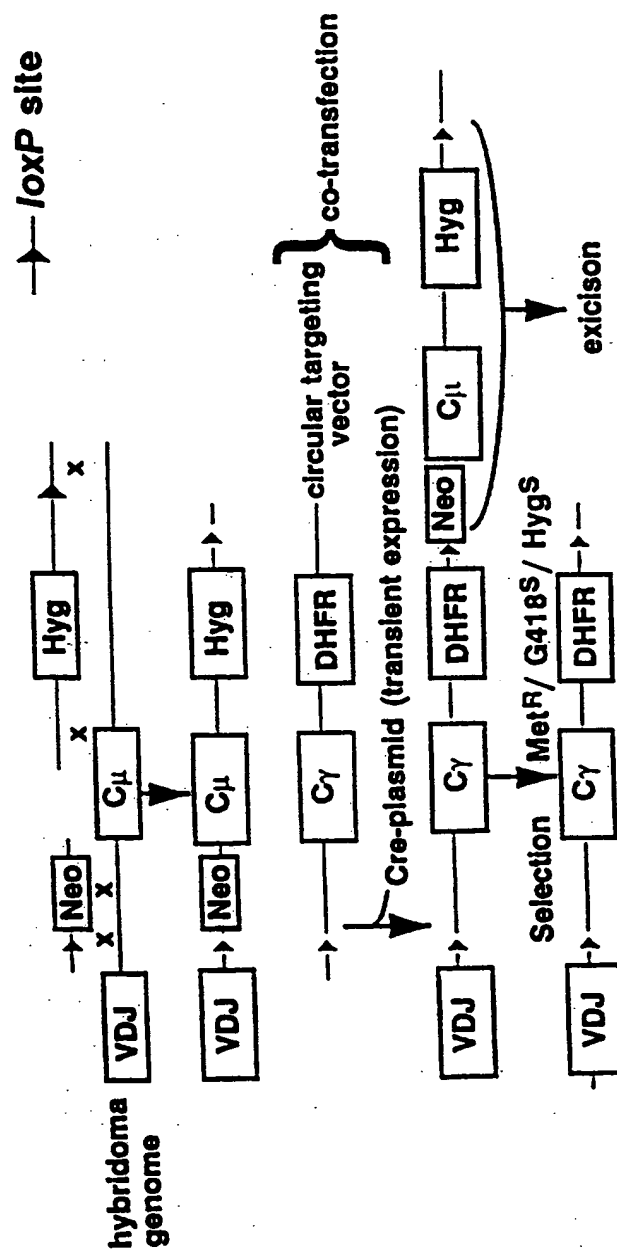 loxP site
Hyg
x
x
Neo
x
x
hybridoma
genome
VDJ
Cμ
VDJ
Neo
Cμ
Hyg
Cγ
DHFR
circular targeting
vector
co-transfection
Cre-plasmid (transient expression)
VDJ
Cγ
DHFR
Neo
Cμ
Hyg
Selection
MetR/ G418S/ HygS
exicison
VDJ
Cγ
DHFR